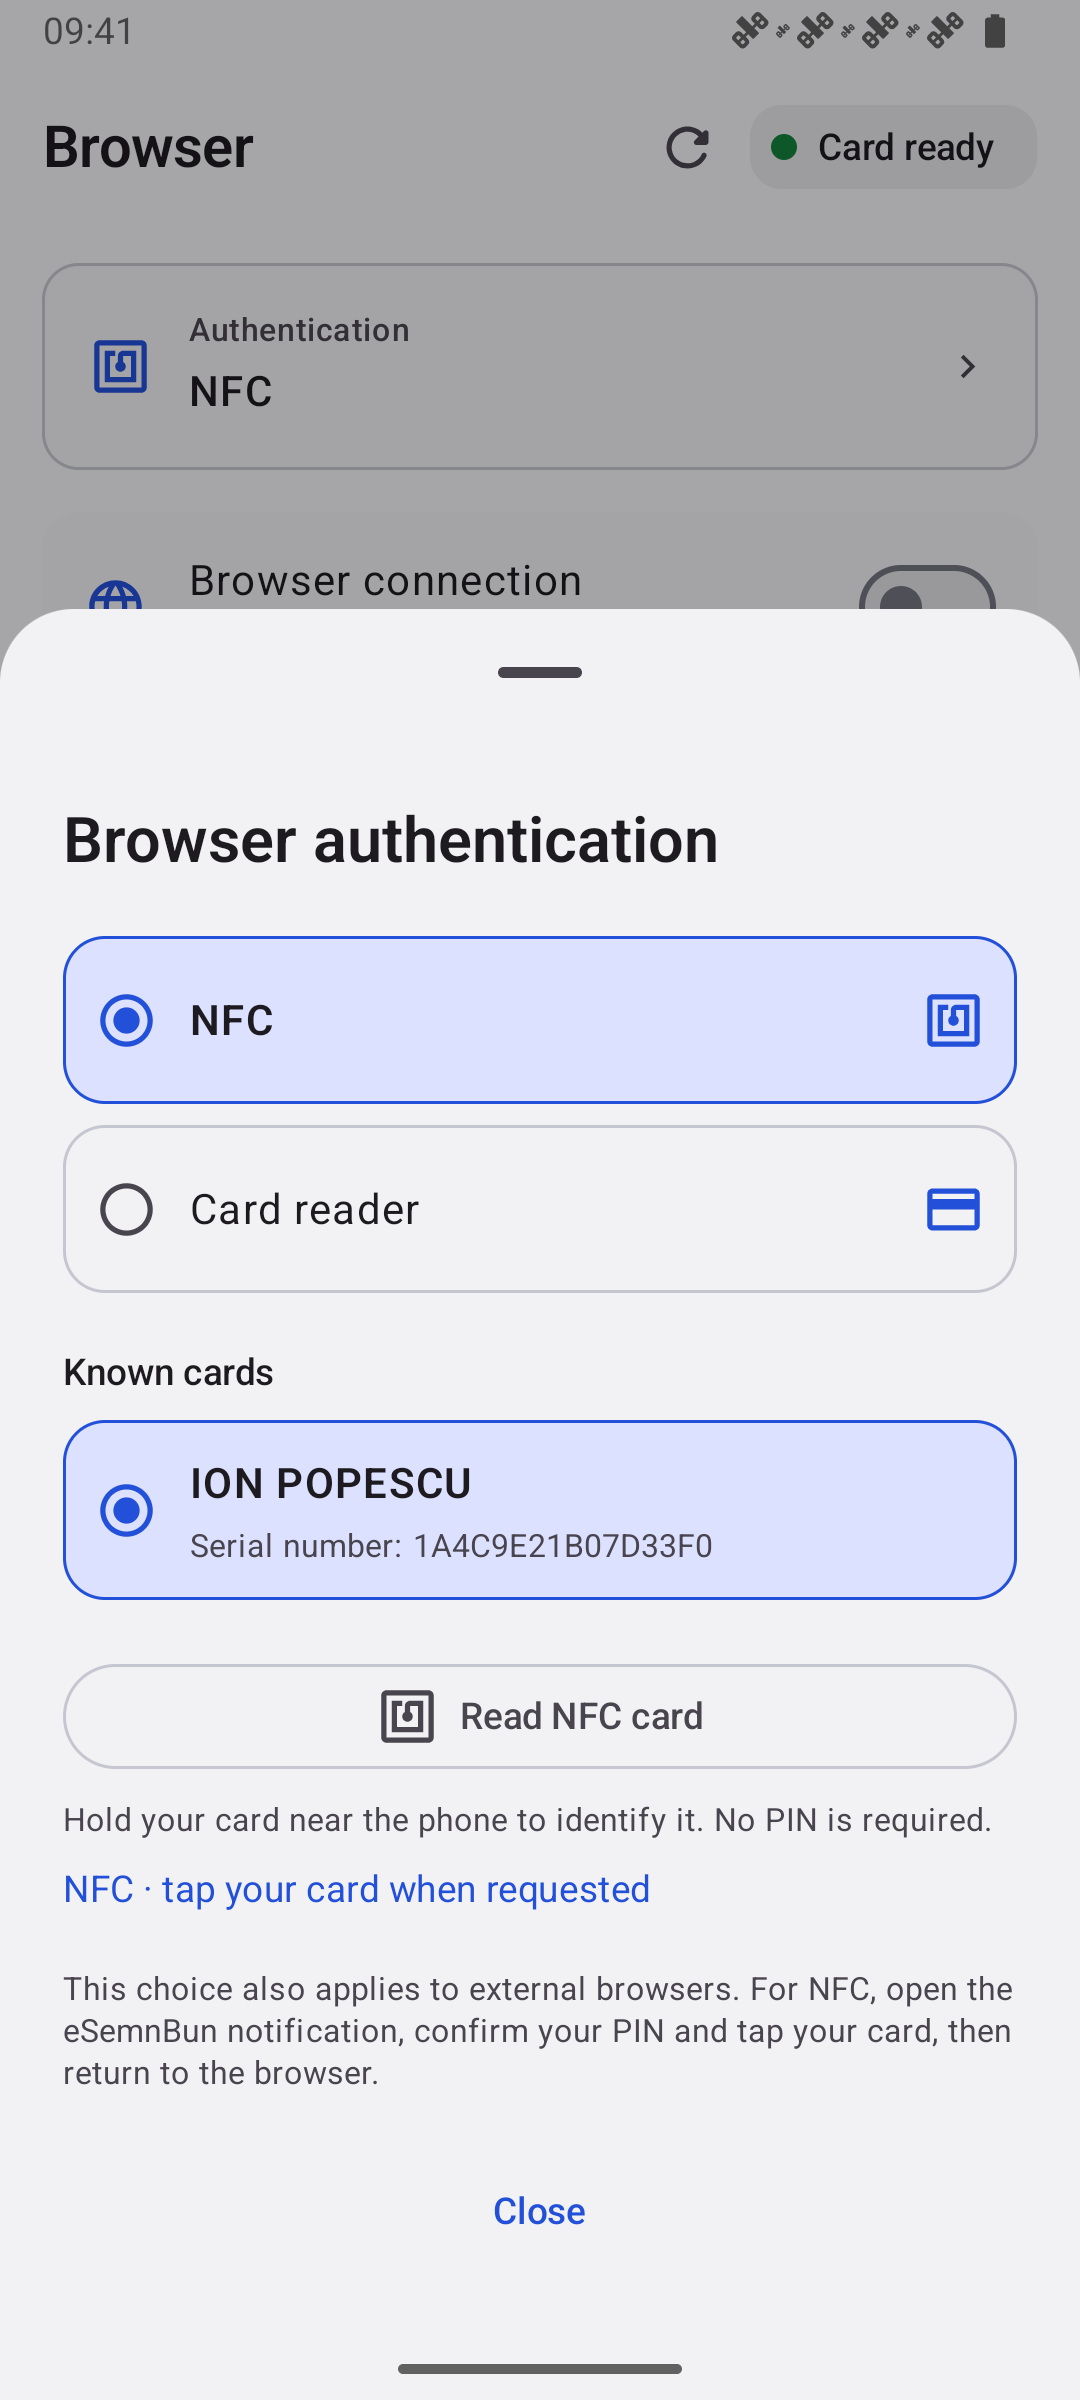 09:41
Browser
Card ready
Authentication
NFC
Browser connection
Browser authentication
NFC
Card reader
Known cards
ION POPESCU
Serial number: 1A4C9E21B07D33F0
Read NFC card
Hold your card near the phone to identify it. No PIN is required.
NFC · tap your card when requested
This choice also applies to external browsers. For NFC, open the
eSemnBun notification, confirm your PIN and tap your card, then
return to the browser.
Close